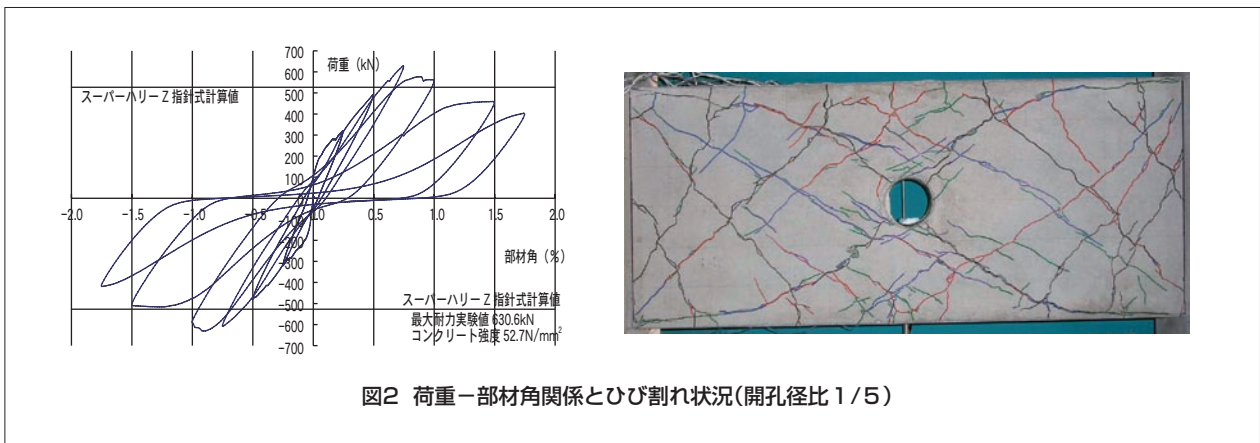 700
荷重（kN）
600
スーパーハリーZ 指針式計算値
500
400
300
200
100
-2.0 -1.5 -1.0 -0.5 0.0 0.5 1.0 1.5 2.0
-100
-200
部材角（%）
-300
-400
スーパーハリーZ 指針式計算値
-500
最大耐力実験値 630.6kN
-600
コンクリート強度 52.7N/mm²
-700
図2 荷重－部材角関係とひび割れ状況(開孔径比1/5)